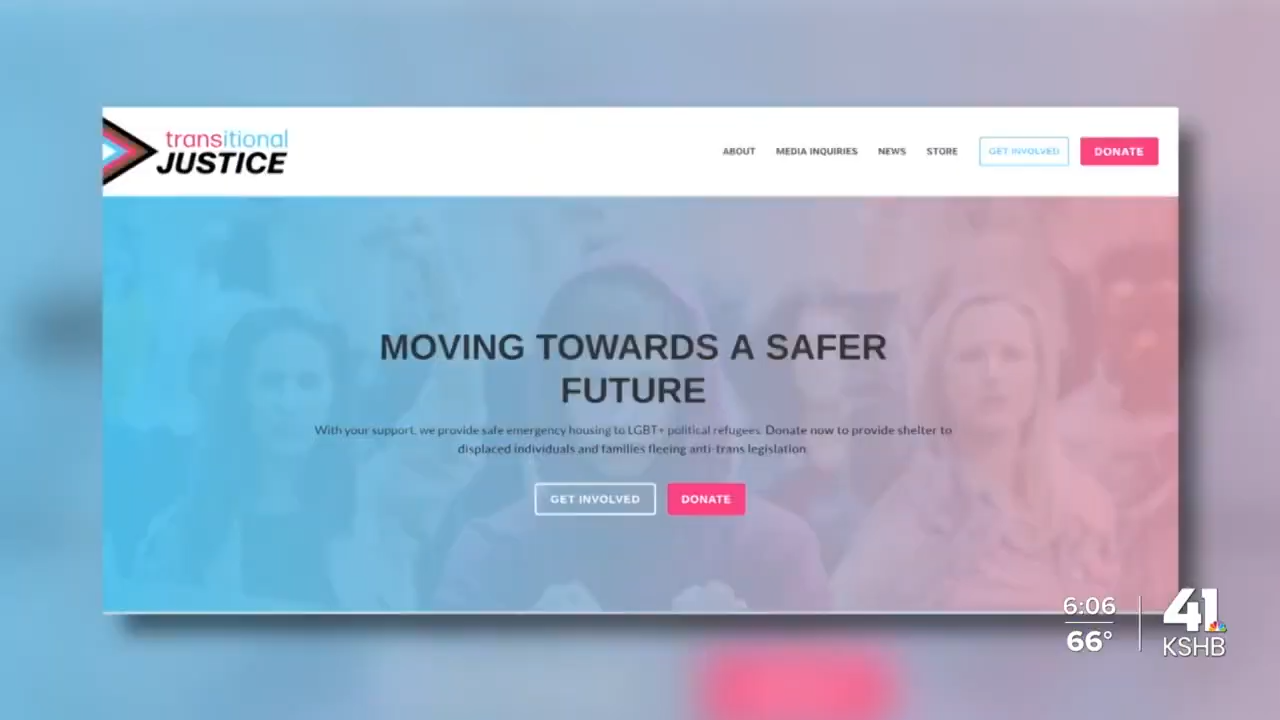 transitional
JUSTICE
ABOUT MEDIA INQUIRIES NEWS STORE GET INVOLVED DONATE
MOVING TOWARDS A SAFER
FUTURE
With your support, we provide safe emergency housing to LGBT+ political refugees. Donate now to provide shelter to
displaced individuals and families fleeing anti-trans legislation
GET INVOLVED DONATE
6:06
66°
41
KSHB